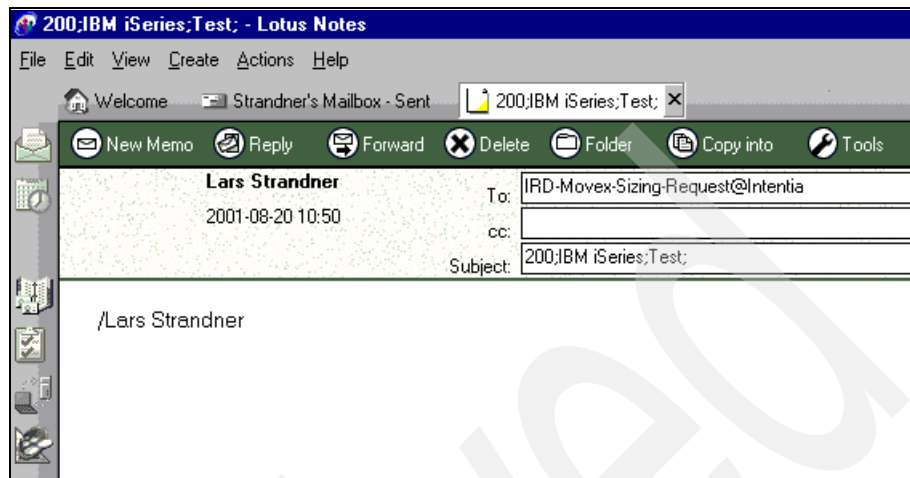 200;IBM iSeries;Test; - Lotus Notes
File Edit View Create Actions Help
Welcome Strandner's Mailbox - Sent 200;IBM iSeries;Test;
New Memo Reply Forward Delete Folder Copy into Tools
Lars Strandner
To: IRD-Movex-Sizing-Request@Intentia
2001-08-20 10:50
cc:
Subject: 200;IBM iSeries;Test;
/Lars Strandner